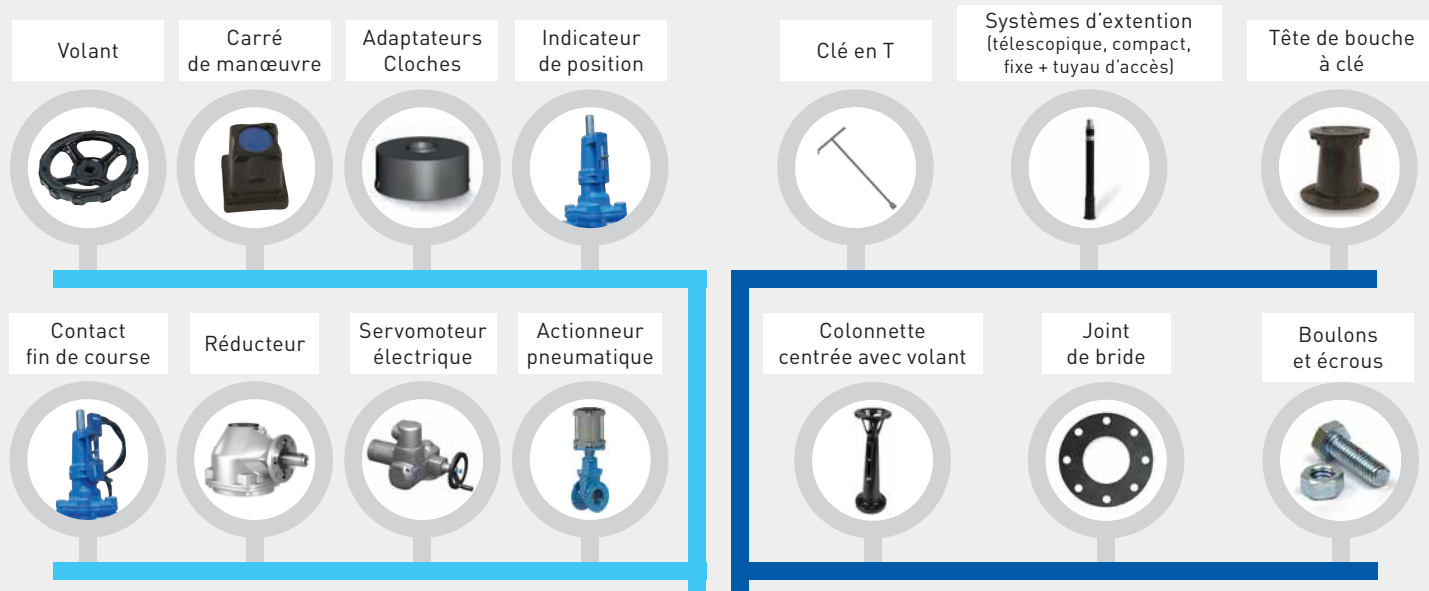 Volant
Carré
de manœuvre
Adaptateurs
Cloches
Indicateur
de position
Clé en T
Systèmes d'extention
(télescopique, compact,
fixe + tuyau d'accès)
Tête de bouche
à clé
Contact
fin de course
Réducteur
Servomoteur
électrique
Actionneur
pneumatique
Colonnette
centrée avec volant
Joint
de bride
Boulons
et écrous